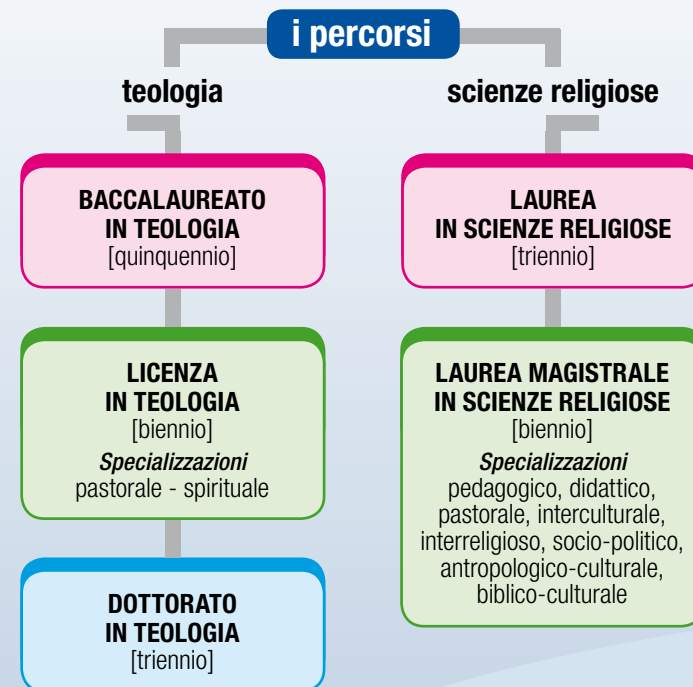 i percorsi
teologia
BACCALAUREATO
IN TEOLOGIA
[quinquennio]
LICENZA
IN TEOLOGIA
[biennio]
Specializzazioni
pastorale - spirituale
DOTTORATO
IN TEOLOGIA
[triennio]
scienze religiose
LAUREA
IN SCIENZE RELIGIOSE
[triennio]
LAUREA MAGISTRALE
IN SCIENZE RELIGIOSE
[biennio]
Specializzazioni
pedagogico, didattico,
pastorale, interculturale,
interreligioso, socio-politico,
antropologico-culturale,
biblico-culturale